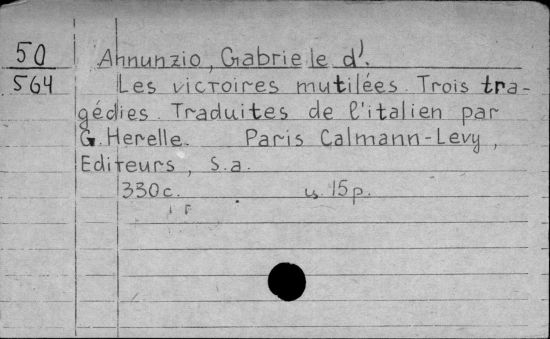 50 Annunzio, Gabriele d'.
564 Les victoires mutilées. Trois tra-
gédies. Traduites de l'italien par
G. Herelle. Paris Calmann-Levy,
Editeurs, s.a.
330c. ц. 15p.